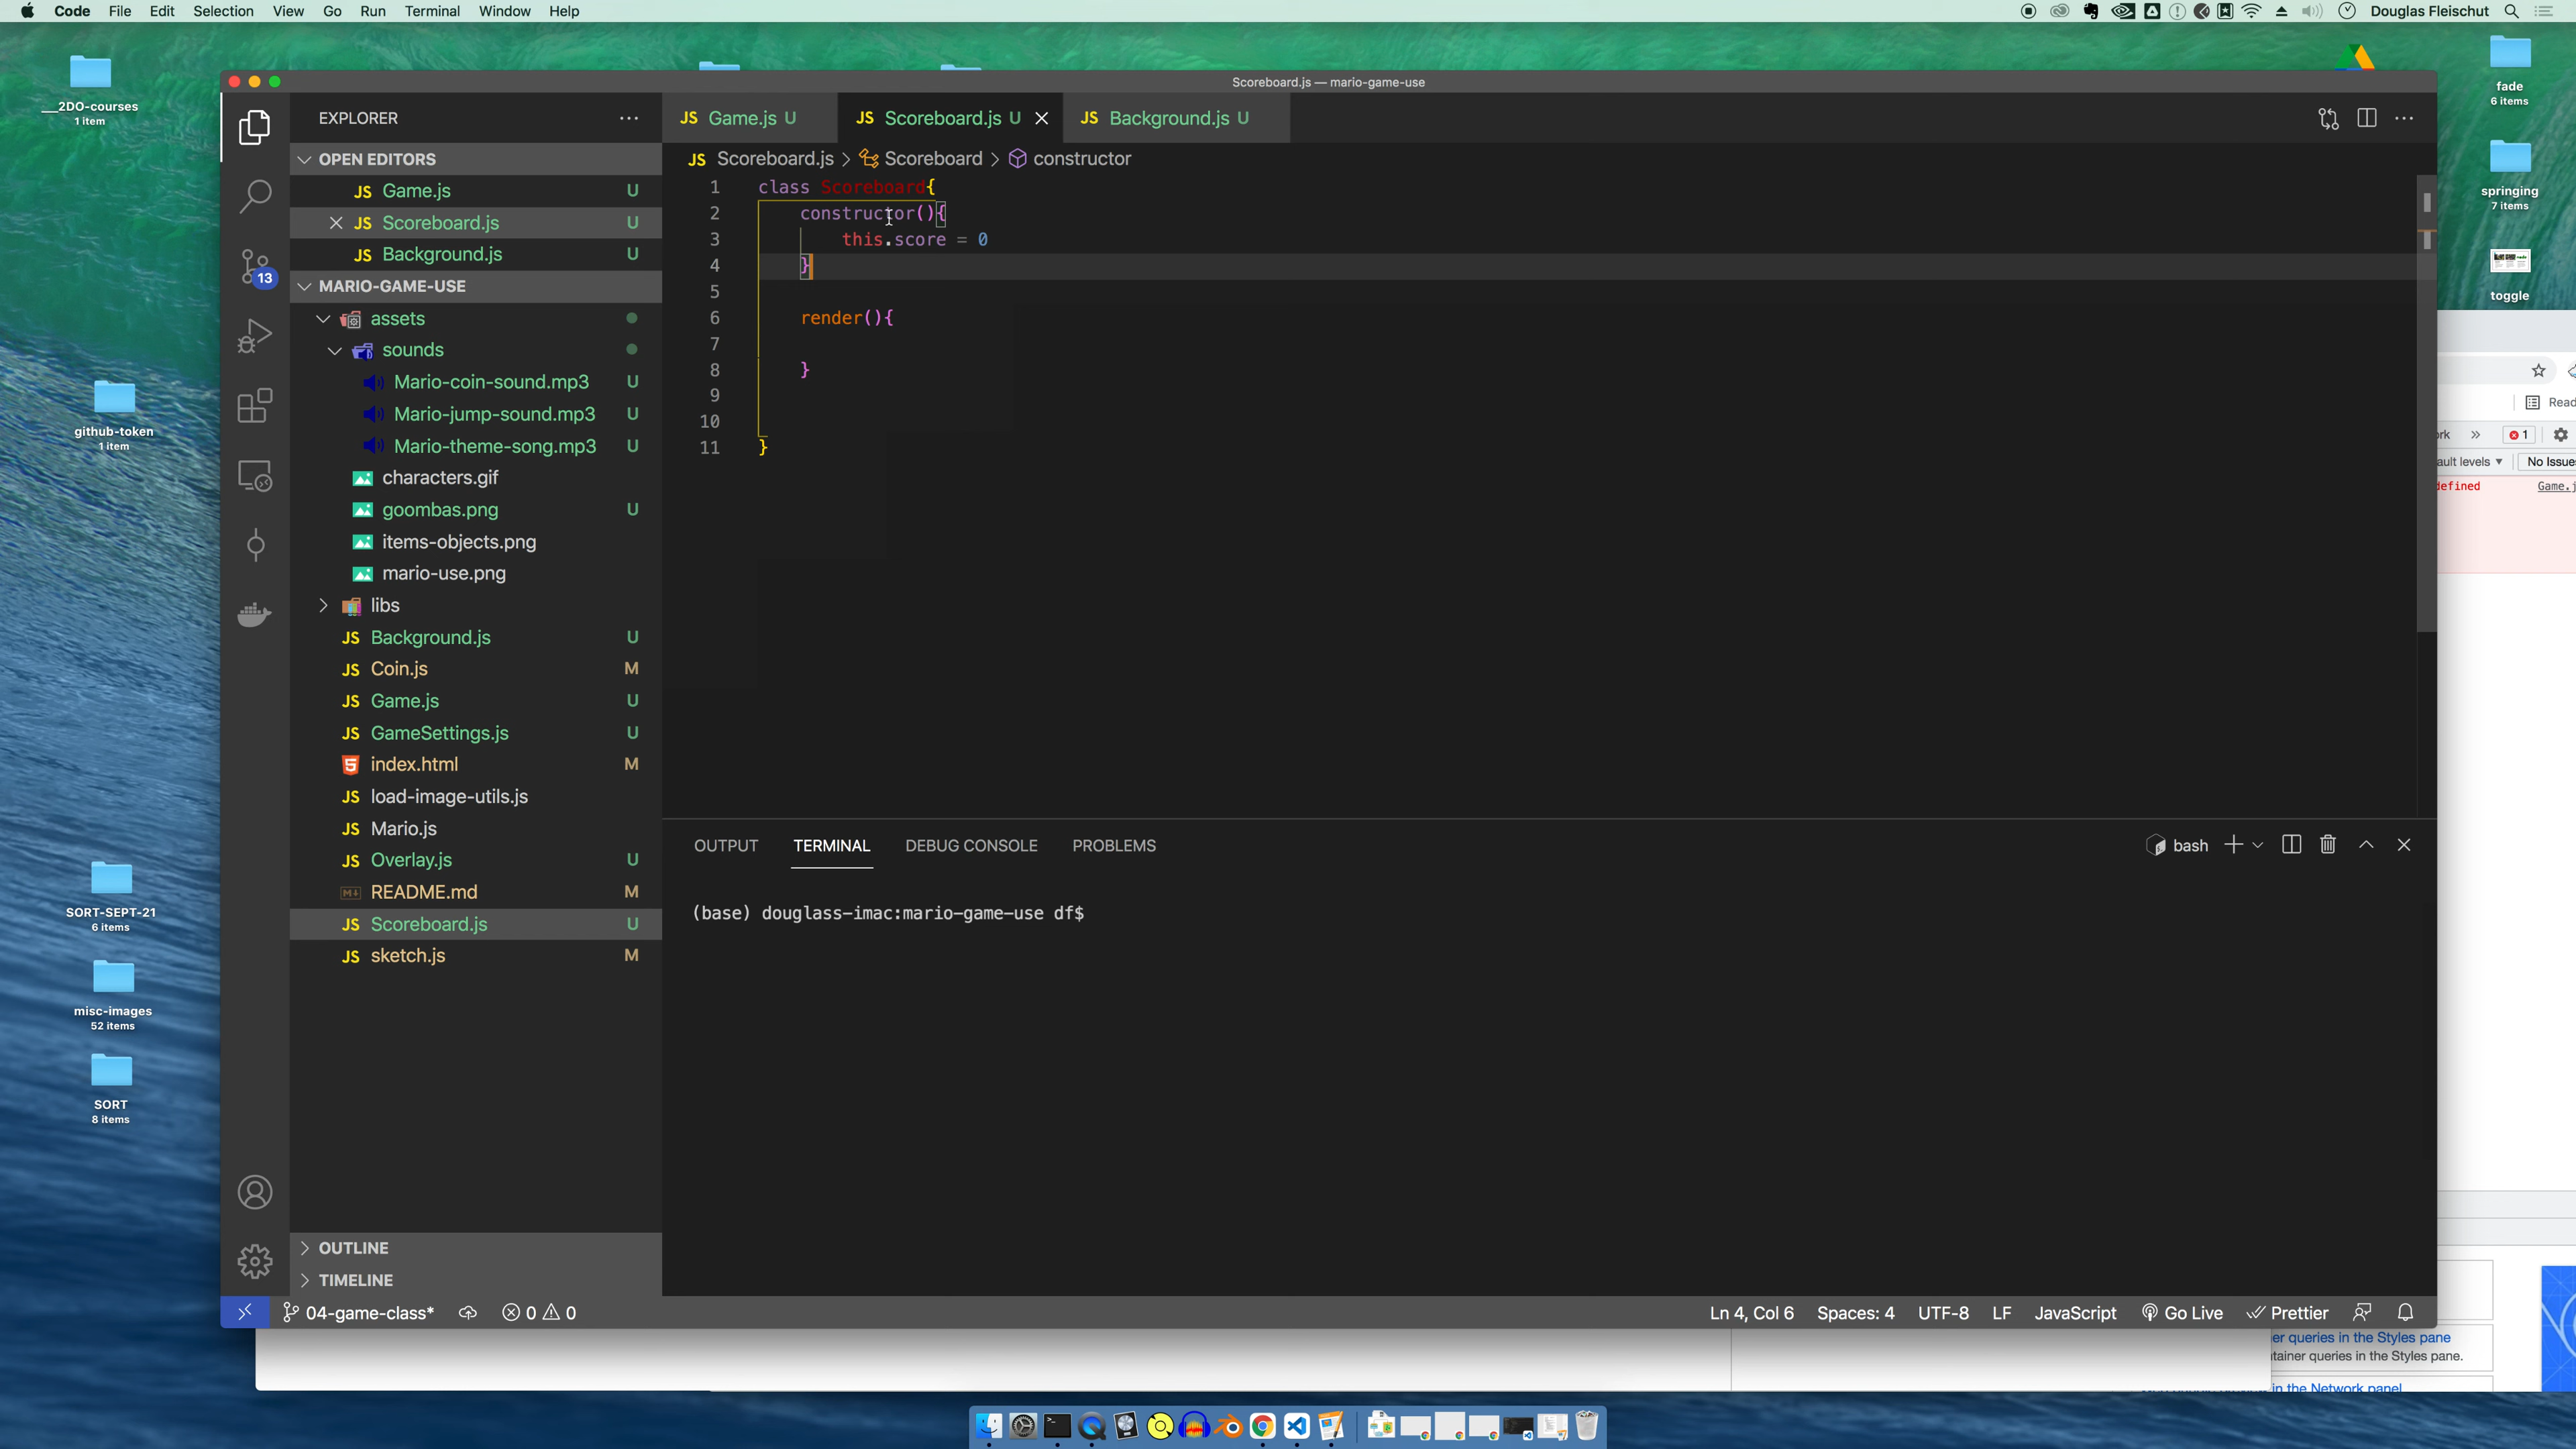 Code File Edit Selection View Go Run Terminal Window Help Douglas Fleischut
__2DO-courses
1 item
fade
6 items
springing
7 items
toggle
github-token
1 item
SORT-SEPT-21
6 items
misc-images
52 items
SORT
8 items
Scoreboard.js — mario-game-use
EXPLORER
OPEN EDITORS
JS Game.js U
JS Scoreboard.js U
JS Background.js U
MARIO-GAME-USE
assets
sounds
Mario-coin-sound.mp3 U
Mario-jump-sound.mp3 U
Mario-theme-song.mp3 U
characters.gif
goombas.png U
items-objects.png
mario-use.png
libs
JS Background.js U
JS Coin.js M
JS Game.js U
JS GameSettings.js U
index.html M
JS load-image-utils.js
JS Mario.js
JS Overlay.js U
README.md M
JS Scoreboard.js U
JS sketch.js M
OUTLINE
TIMELINE
13
JS Game.js U JS Scoreboard.js U JS Background.js U
JS Scoreboard.js > Scoreboard > constructor
1 class Scoreboard{
2 constructor(){
3 this.score = 0
4 }
5
6 render(){
7
8 }
9
10
11 }
OUTPUT TERMINAL DEBUG CONSOLE PROBLEMS bash
(base) douglass-imac:mario-game-use df$
04-game-class* 0 0 Ln 4, Col 6 Spaces: 4 UTF-8 LF JavaScript Go Live Prettier
Read
rk » 1
ault levels ▼ No Issue
defined Game.j
er queries in the Styles pane
tainer queries in the Styles pane.
in the Network panel